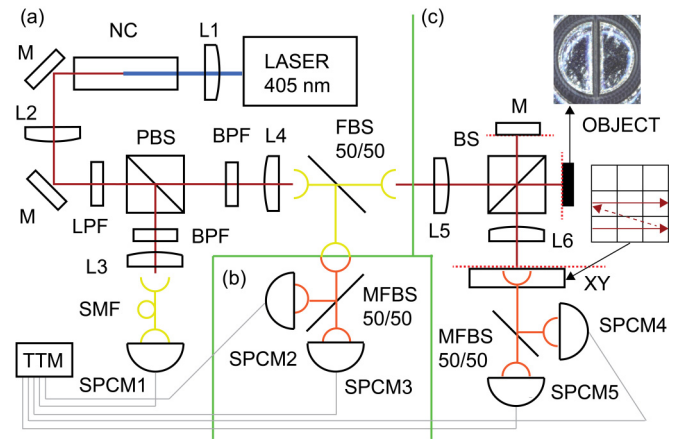 (a)
NC
L1
LASER
405 nm
M
L2
M
LPF
PBS
BPF
L4
FBS
50/50
BPF
L3
SMF
SPCM1
TTM
(b)
MFBS
50/50
SPCM2
SPCM3
(c)
M
BS
OBJECT
L5
L6
XY
MFBS
50/50
SPCM4
SPCM5